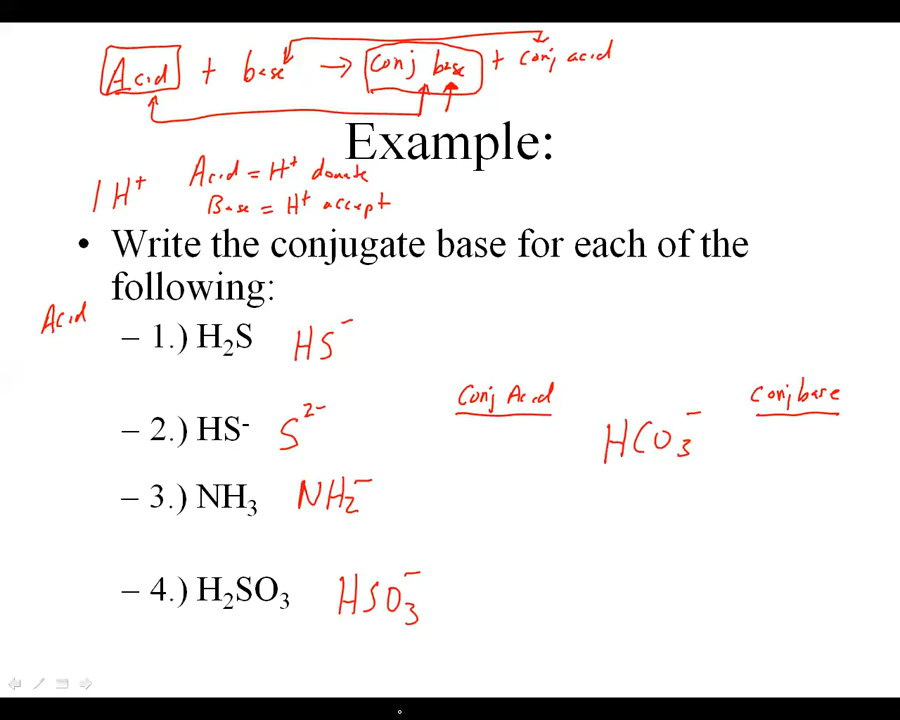 Acid + base → Conj base + conj acid
Example:
1 H⁺ Acid = H⁺ donate
Base = H⁺ accept
• Write the conjugate base for each of the
following:
Acid
– 1.) H₂S HS⁻
Conj Acid Conj base
– 2.) HS⁻ S²⁻ HCO₃⁻
– 3.) NH₃ NH₂⁻
– 4.) H₂SO₃ HSO₃⁻